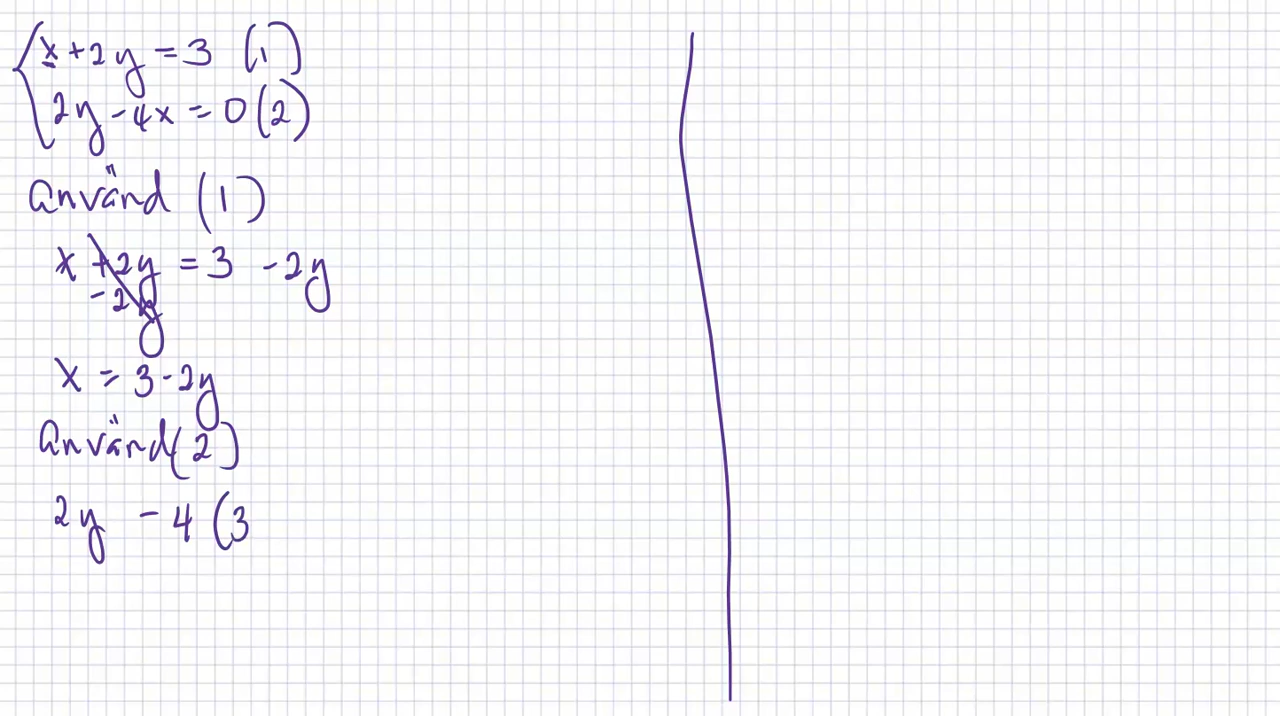 x + 2y = 3 (1)
2y - 4x = 0 (2)
Använd (1)
x + 2y = 3 - 2y
- 2y
x = 3 - 2y
Använd (2)
2y - 4 (3